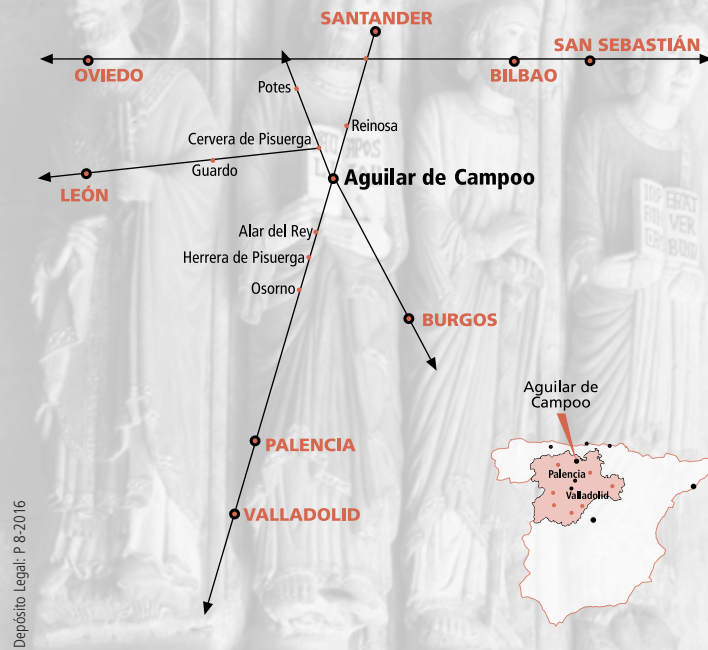 SANTANDER
OVIEDO
BILBAO
SAN SEBASTIÁN
Potes
Reinosa
Cervera de Pisuerga
Guardo
LEÓN
Aguilar de Campoo
Alar del Rey
Herrera de Pisuerga
Osorno
BURGOS
PALENCIA
VALLADOLID
Aguilar de
Campoo
Palencia
Valladolid
Depósito Legal: P 8-2016